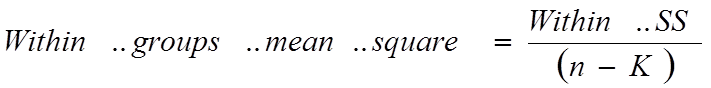 Within ..groups ..mean ..square = Within ..SS / (n − K )